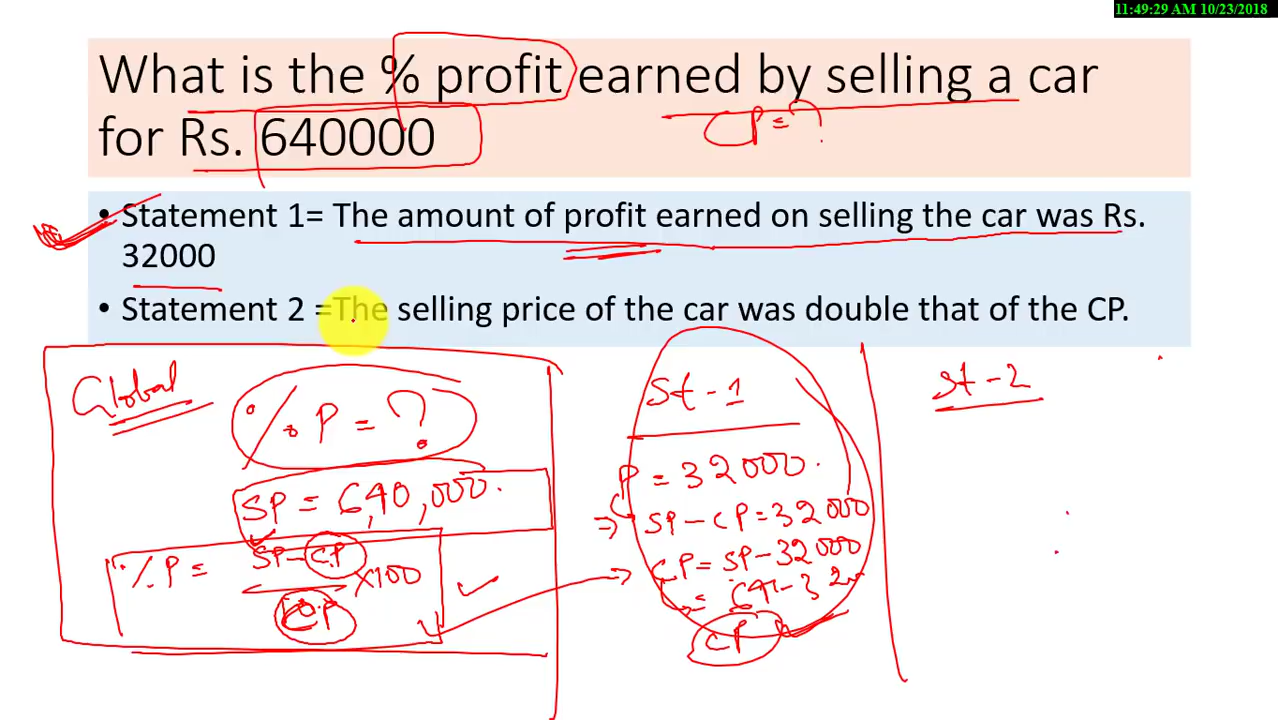 11:49:29 AM 10/23/2018
What is the % profit earned by selling a car
for Rs. 640000
CP = ?
• Statement 1= The amount of profit earned on selling the car was Rs.
32000
• Statement 2 =The selling price of the car was double that of the CP.
Global
% P = ?
SP = 640,000.
% P = SP-CP
CP
X100
St - 1
P = 32000.
⇒ SP - CP = 32000
CP = SP - 32000
CP
St - 2